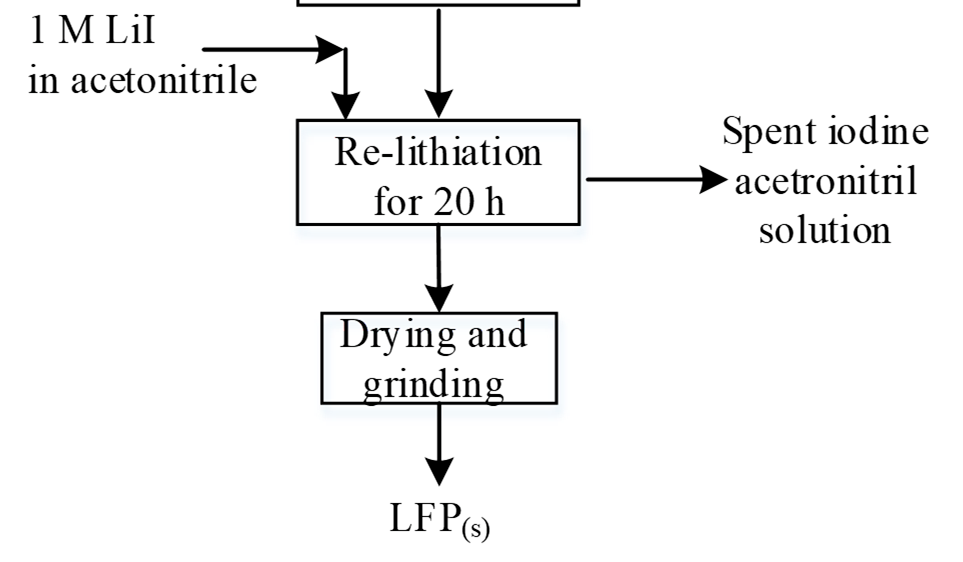 1 M LiI
in acetonitrile
Re-lithiation
for 20 h
Spent iodine
acetronitril
solution
Drying and
grinding
LFP(s)